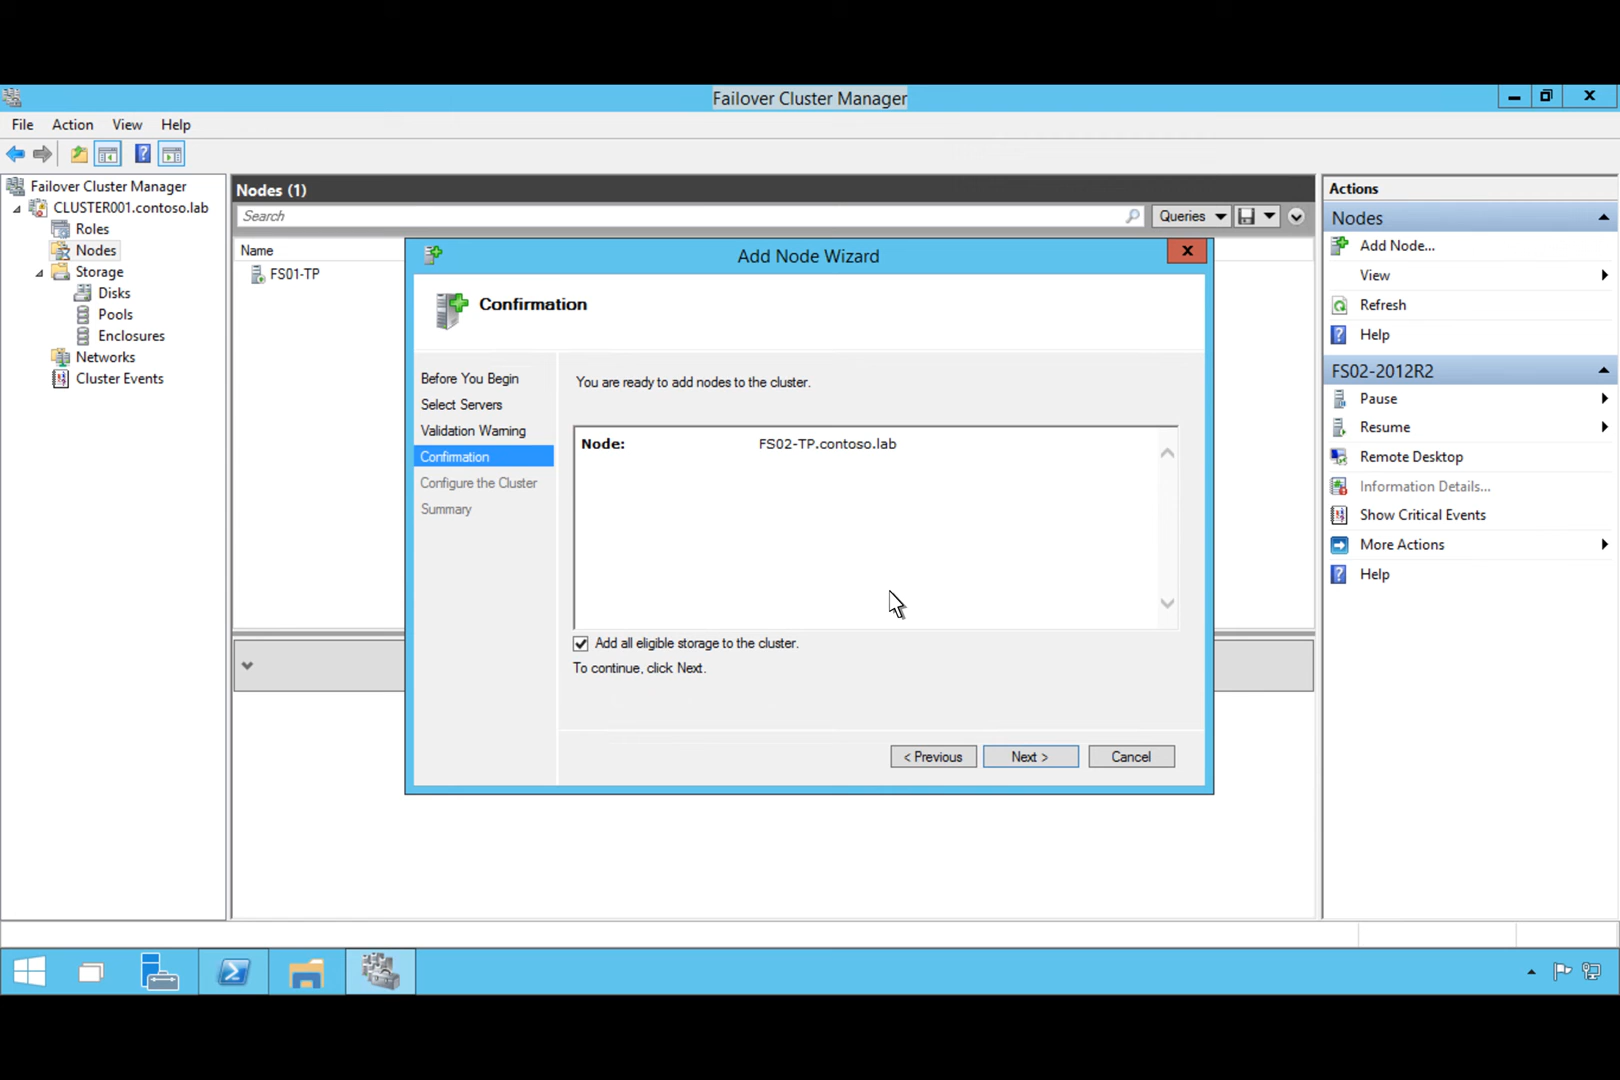 Failover Cluster Manager
File Action View Help
Failover Cluster Manager
CLUSTER001.contoso.lab
Roles
Nodes
Storage
Disks
Pools
Enclosures
Networks
Cluster Events
Nodes (1)
Search
Queries
Name
FS01-TP
Add Node Wizard
Confirmation
Before You Begin
Select Servers
Validation Warning
Confirmation
Configure the Cluster
Summary
You are ready to add nodes to the cluster.
Node: FS02-TP.contoso.lab
Add all eligible storage to the cluster.
To continue, click Next.
< Previous Next > Cancel
Actions
Nodes
Add Node...
View
Refresh
Help
FS02-2012R2
Pause
Resume
Remote Desktop
Information Details...
Show Critical Events
More Actions
Help